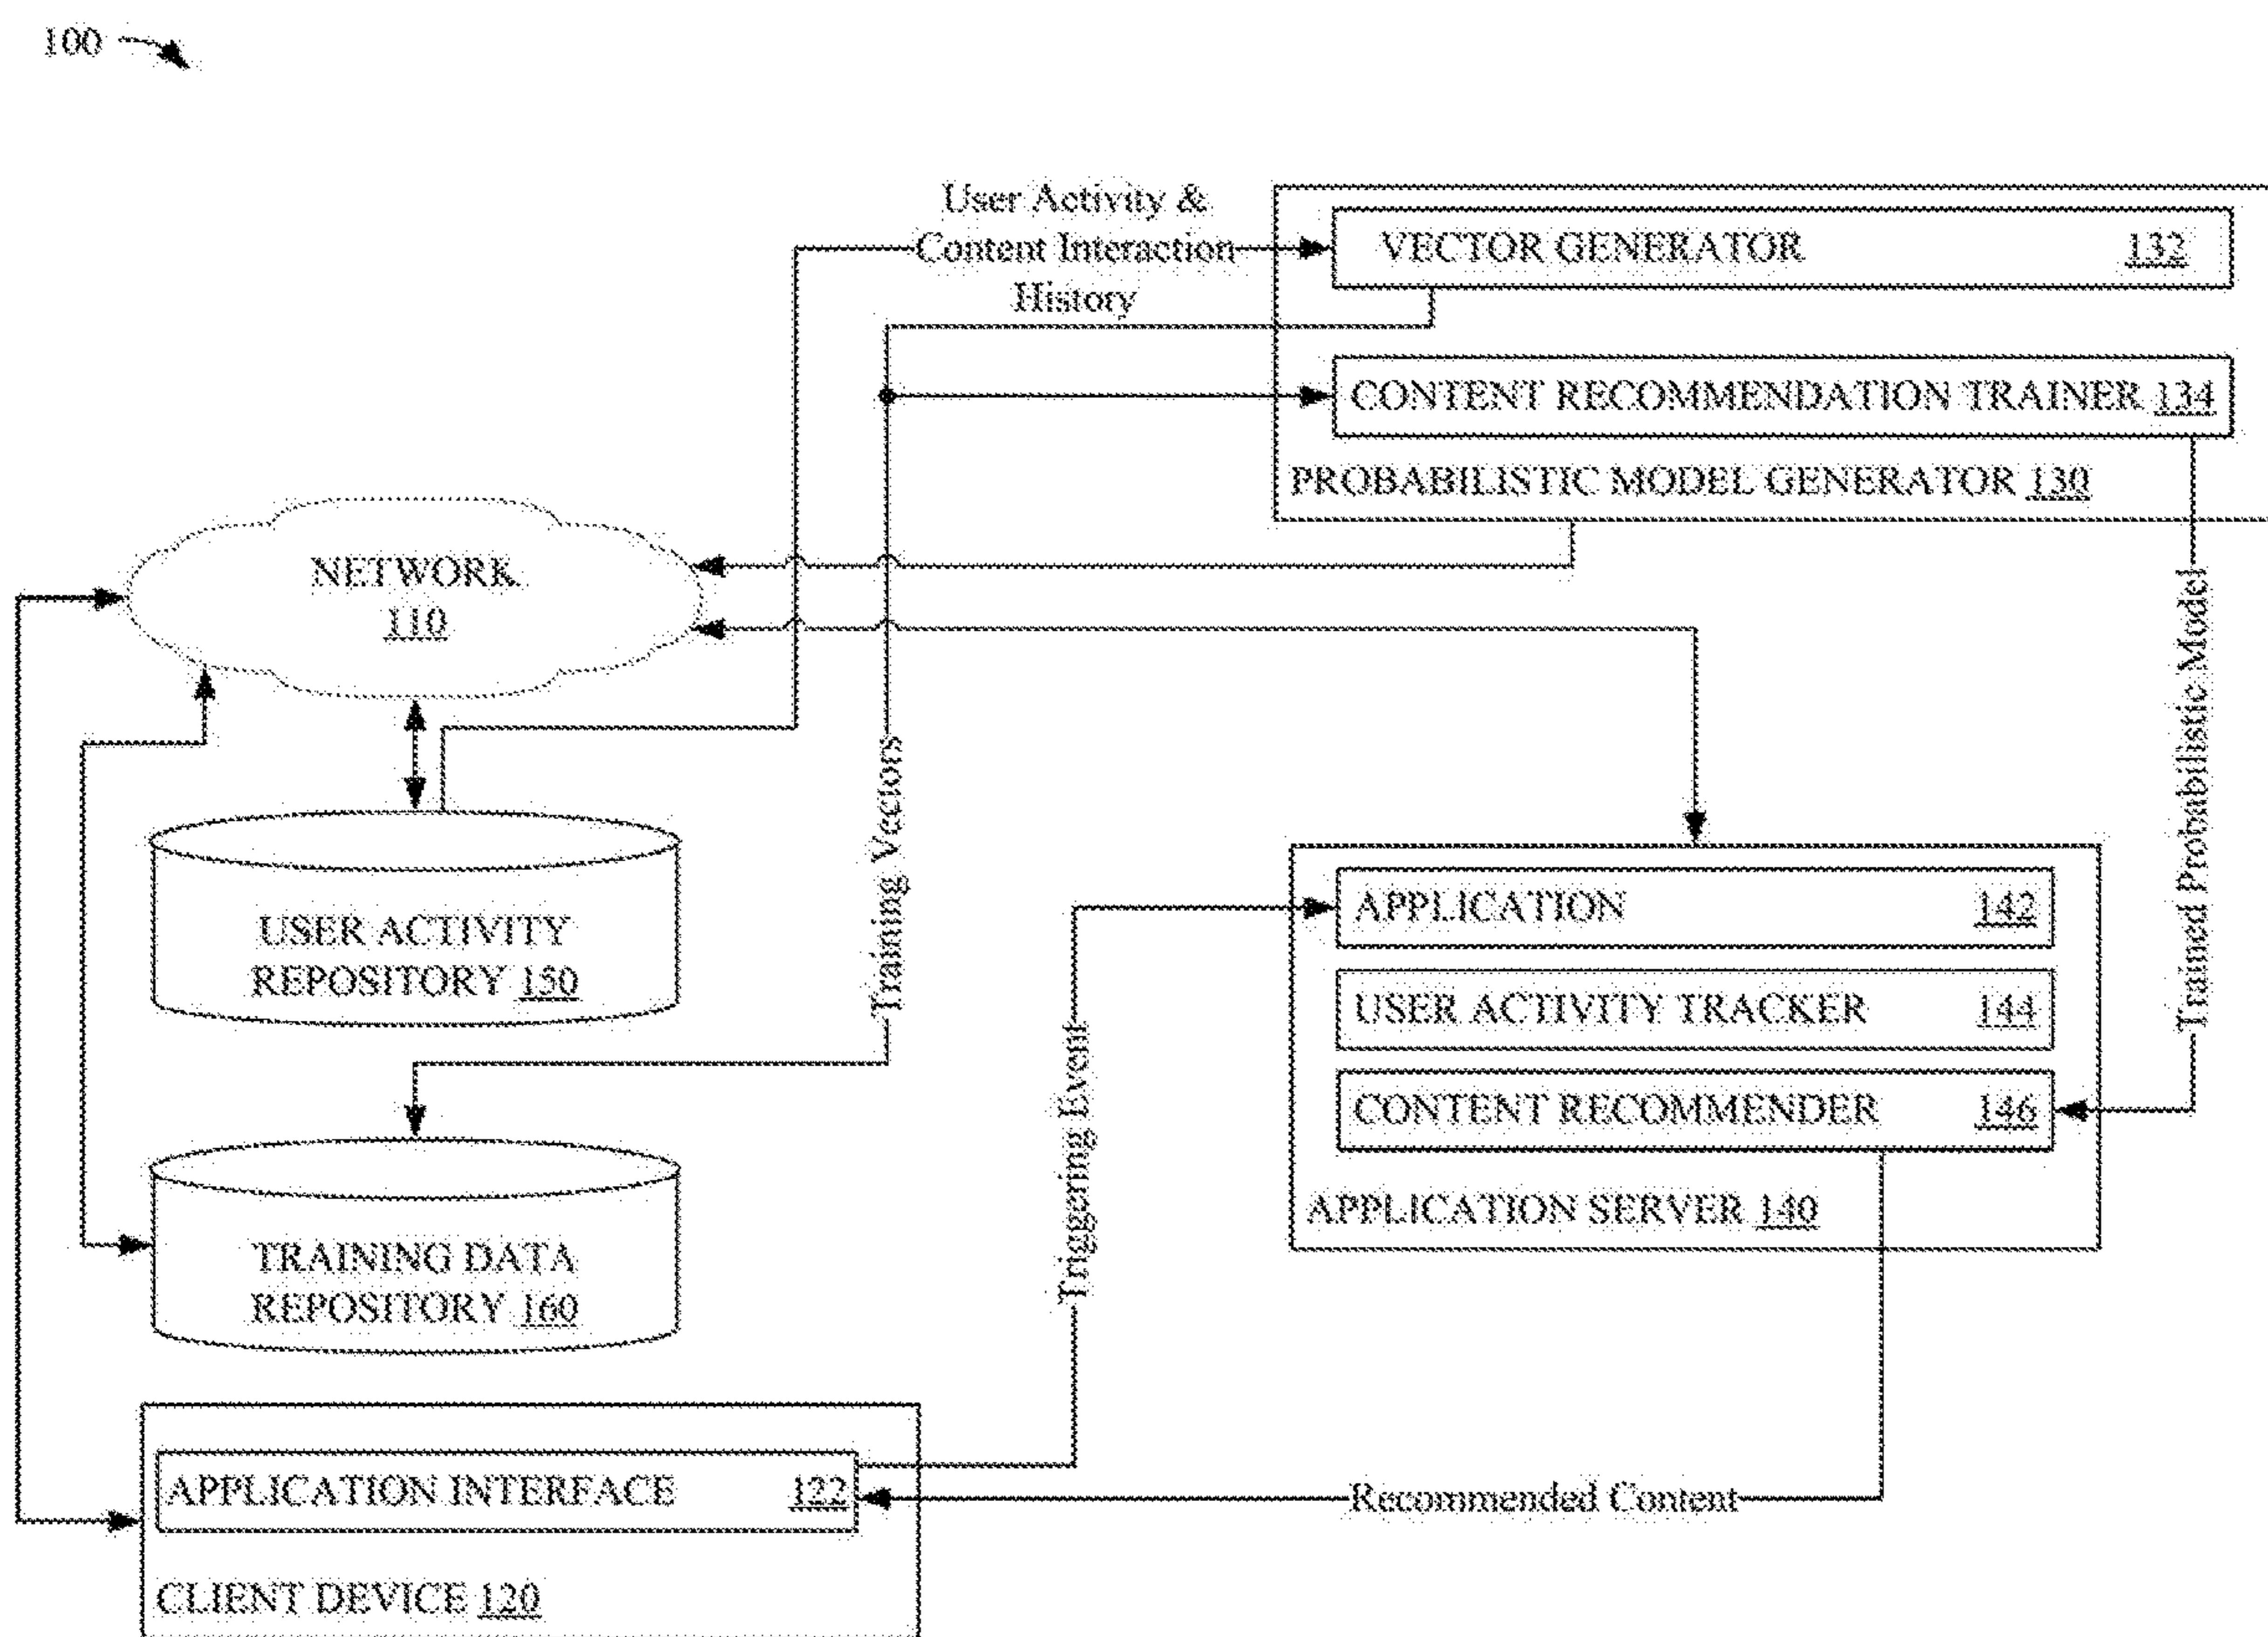 100
User Activity &
Content Interaction
History
VECTOR GENERATOR 132
CONTENT RECOMMENDATION TRAINER 134
PROBABILISTIC MODEL GENERATOR 130
NETWORK
110
Trained Probabilistic Model
Training Vectors
USER ACTIVITY
REPOSITORY 150
APPLICATION 142
USER ACTIVITY TRACKER 144
CONTENT RECOMMENDER 146
APPLICATION SERVER 140
Triggering Event
TRAINING DATA
REPOSITORY 160
APPLICATION INTERFACE 122
Recommended Content
CLIENT DEVICE 120